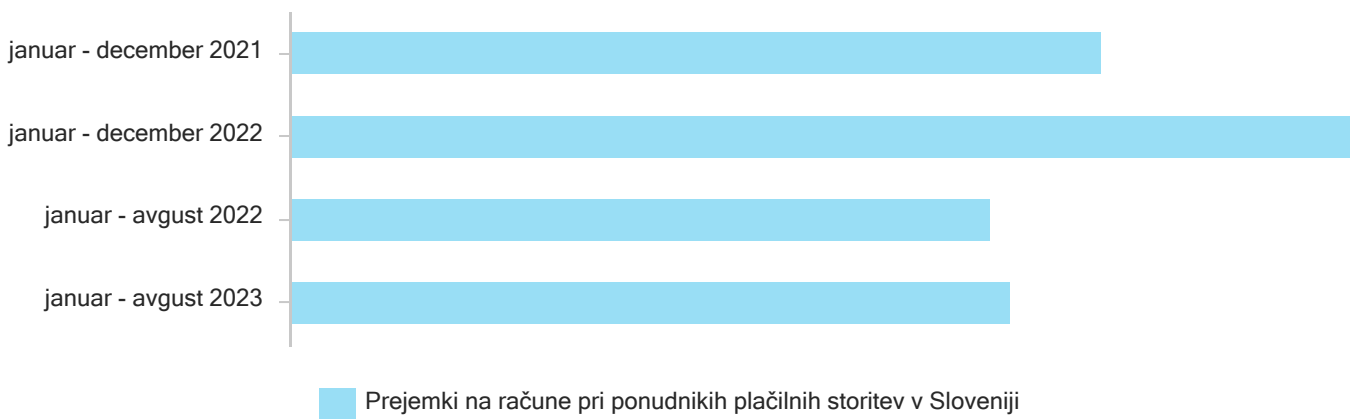 januar - december 2021
januar - december 2022
januar - avgust 2022
januar - avgust 2023
Prejemki na račune pri ponudnikih plačilnih storitev v Sloveniji